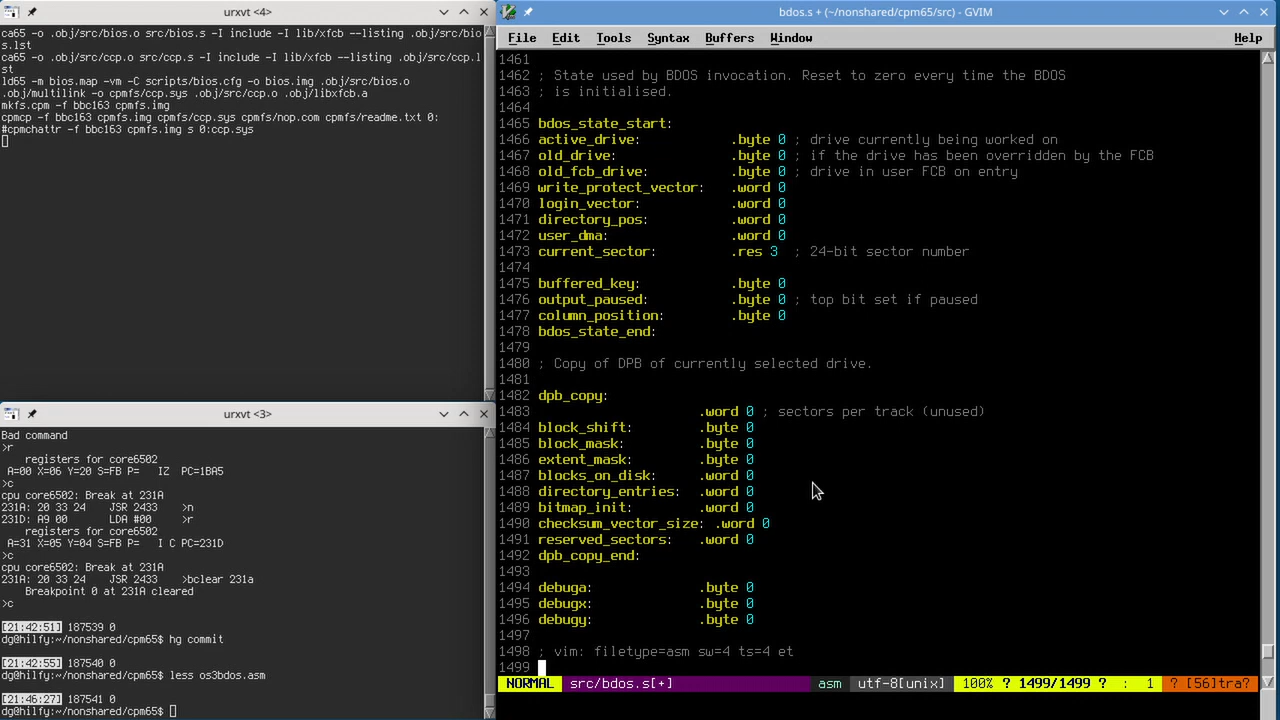 urxvt <4>
ca65 -o .obj/src/bios.o src/bios.s -I include -I lib/xfcb --listing .obj/src/bio
s.lst
ca65 -o .obj/src/ccp.o src/ccp.s -I include -I lib/xfcb --listing .obj/src/ccp.l
st
ld65 -m bios.map -vm -C scripts/bios.cfg -o bios.img .obj/src/bios.o
.obj/multilink -o cpmfs/ccp.sys .obj/src/ccp.o .obj/libxfcb.a
mkfs.cpm -f bbc163 cpmfs.img
cpmcp -f bbc163 cpmfs.img cpmfs/ccp.sys cpmfs/nop.com cpmfs/readme.txt 0:
#cpmchattr -f bbc163 cpmfs.img s 0:ccp.sys
urxvt <3>
Bad command
>r
registers for core6502
A=00 X=06 Y=20 S=FB P=   IZ  PC=1BA5
>c
cpu core6502: Break at 231A
231A: 20 33 24    JSR 2433    >n
231D: A9 00       LDA #00     >r
registers for core6502
A=31 X=05 Y=04 S=FB P=   I C PC=231D
>c
cpu core6502: Break at 231A
231A: 20 33 24    JSR 2433    >bclear 231a
Breakpoint 0 at 231A cleared
>c
[21:42:51] 187539 0
dg@hilfy:~/nonshared/cpm65$ hg commit
[21:42:55] 187540 0
dg@hilfy:~/nonshared/cpm65$ less os3bdos.asm
[21:46:27] 187541 0
dg@hilfy:~/nonshared/cpm65$
bdos.s + (~/nonshared/cpm65/src) - GVIM
File Edit Tools Syntax Buffers Window Help
1461
1462 ; State used by BDOS invocation. Reset to zero every time the BDOS
1463 ; is initialised.
1464
1465 bdos_state_start:
1466 active_drive:            .byte 0 ; drive currently being worked on
1467 old_drive:               .byte 0 ; if the drive has been overridden by the FCB
1468 old_fcb_drive:           .byte 0 ; drive in user FCB on entry
1469 write_protect_vector:    .word 0
1470 login_vector:            .word 0
1471 directory_pos:           .word 0
1472 user_dma:                .word 0
1473 current_sector:          .res 3  ; 24-bit sector number
1474
1475 buffered_key:            .byte 0
1476 output_paused:           .byte 0 ; top bit set if paused
1477 column_position:         .byte 0
1478 bdos_state_end:
1479
1480 ; Copy of DPB of currently selected drive.
1481
1482 dpb_copy:
1483                     .word 0 ; sectors per track (unused)
1484 block_shift:        .byte 0
1485 block_mask:         .byte 0
1486 extent_mask:        .byte 0
1487 blocks_on_disk:     .word 0
1488 directory_entries:  .word 0
1489 bitmap_init:        .word 0
1490 checksum_vector_size: .word 0
1491 reserved_sectors:   .word 0
1492 dpb_copy_end:
1493
1494 debuga:             .byte 0
1495 debugx:             .byte 0
1496 debugy:             .byte 0
1497
1498 ; vim: filetype=asm sw=4 ts=4 et
1499
NORMAL src/bdos.s[+] asm utf-8[unix] 100% ? 1499/1499 ? : 1 ? [56]tra?